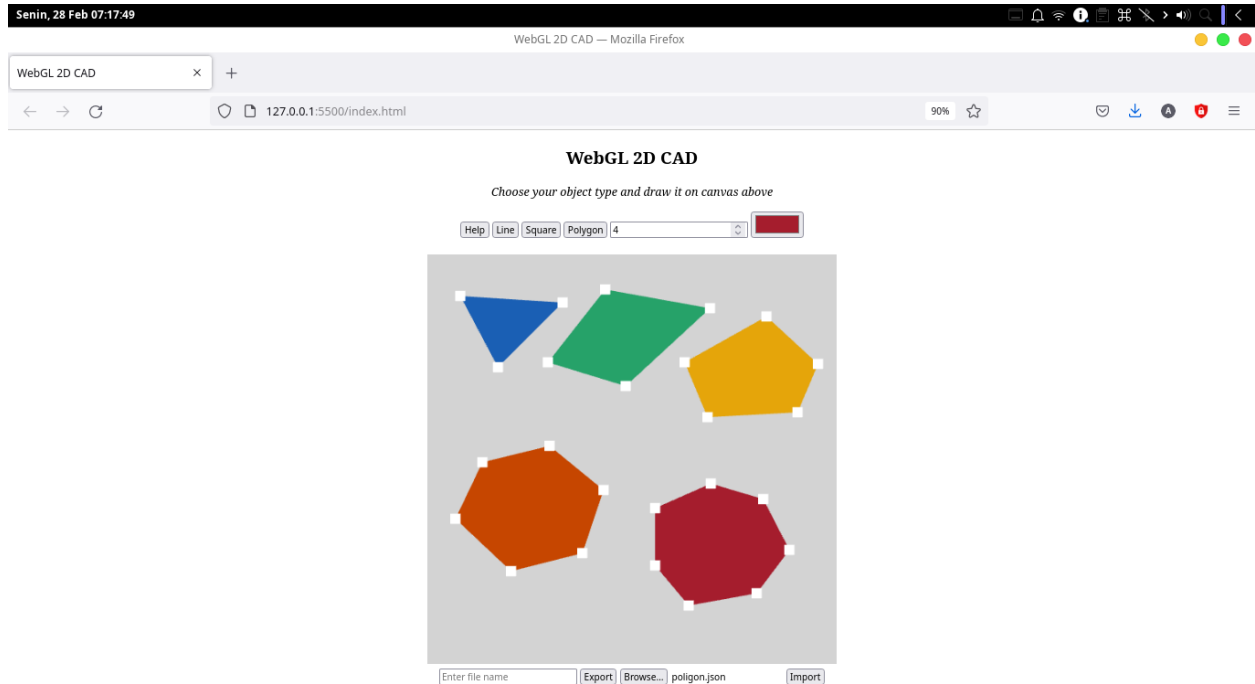 Senin, 28 Feb 07:17:49
WebGL 2D CAD — Mozilla Firefox
WebGL 2D CAD
127.0.0.1:5500/index.html
90%
A
WebGL 2D CAD
Choose your object type and draw it on canvas above
Help Line Square Polygon 4
Enter file name Export Browse... poligon.json Import